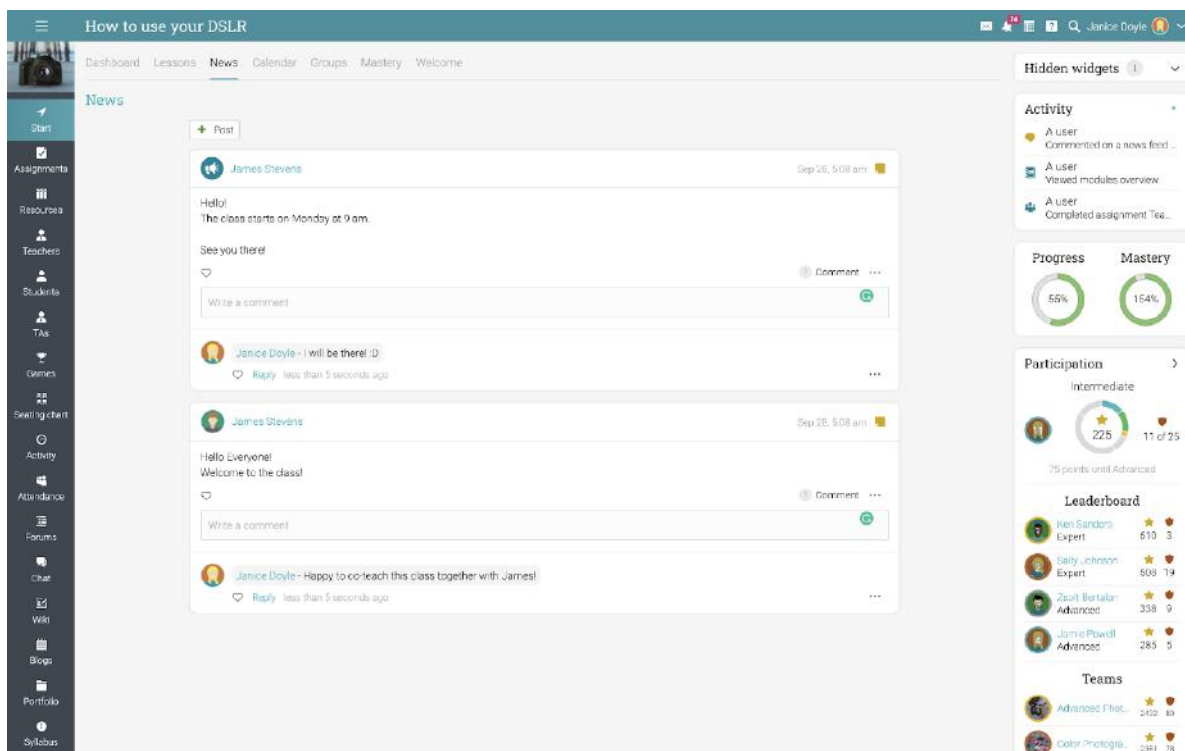 How to use your DSLR
14
Janice Doyle
Dashboard Lessons News Calendar Groups Mastery Welcome
News
+ Post
James Stevens
Sep 28, 5:08 am
Hello!
The class starts on Monday at 9 am.
See you there!
1 Comment ...
Write a comment
Janice Doyle - I will be there! :D
Reply less than 5 seconds ago ...
James Stevens
Sep 28, 5:08 am
Hello Everyone!
Welcome to the class!
1 Comment ...
Write a comment
Janice Doyle - Happy to co-teach this class together with James!
Reply less than 5 seconds ago ...
Start
Assignments
Resources
Teachers
Students
TAs
Games
Seating chart
Activity
Attendance
Forums
Chat
Wiki
Blogs
Portfolio
Syllabus
Hidden widgets 1
Activity
A user
Commented on a news feed ...
A user
Viewed modules overview
A user
Completed assignment Tea...
Progress Mastery
55% 154%
Participation
Intermediate
11
225
11 of 25
75 points until Advanced
Leaderboard
Ken Sanders
Expert 610 3
2
Sally Johnson
Expert 608 19
Zsolt Bertalan
Advanced 338 9
4
Jamie Powell
Advanced 285 5
Teams
Advanced Phot...
Color Photogra...
78